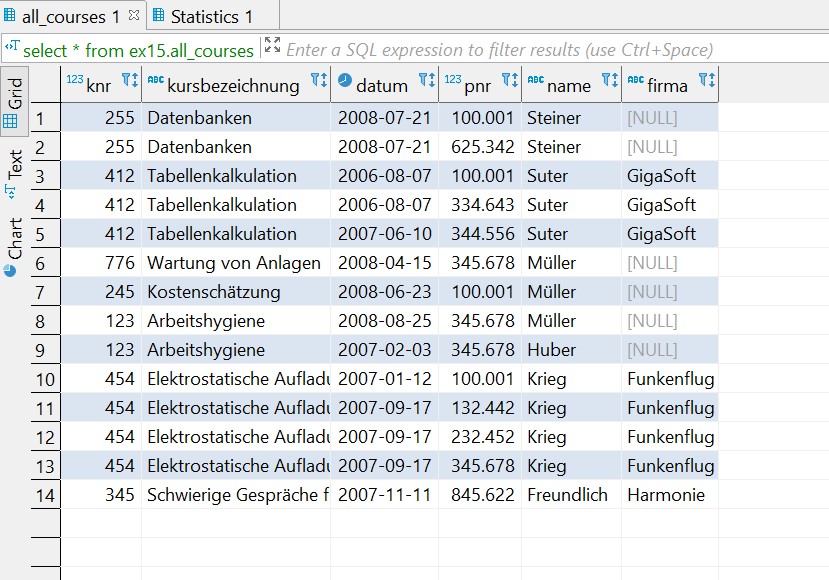 all_courses 1 Statistics 1
select * from ex15.all_courses Enter a SQL expression to filter results (use Ctrl+Space)
Grid
Text
Chart
123 knr ABC kursbezeichnung datum 123 pnr ABC name ABC firma
1 255 Datenbanken 2008-07-21 100.001 Steiner [NULL]
2 255 Datenbanken 2008-07-21 625.342 Steiner [NULL]
3 412 Tabellenkalkulation 2006-08-07 100.001 Suter GigaSoft
4 412 Tabellenkalkulation 2006-08-07 334.643 Suter GigaSoft
5 412 Tabellenkalkulation 2007-06-10 344.556 Suter GigaSoft
6 776 Wartung von Anlagen 2008-04-15 345.678 Müller [NULL]
7 245 Kostenschätzung 2008-06-23 100.001 Müller [NULL]
8 123 Arbeitshygiene 2008-08-25 345.678 Müller [NULL]
9 123 Arbeitshygiene 2007-02-03 345.678 Huber [NULL]
10 454 Elektrostatische Aufladu 2007-01-12 100.001 Krieg Funkenflug
11 454 Elektrostatische Aufladu 2007-09-17 132.442 Krieg Funkenflug
12 454 Elektrostatische Aufladu 2007-09-17 232.452 Krieg Funkenflug
13 454 Elektrostatische Aufladu 2007-09-17 345.678 Krieg Funkenflug
14 345 Schwierige Gespräche f 2007-11-11 845.622 Freundlich Harmonie